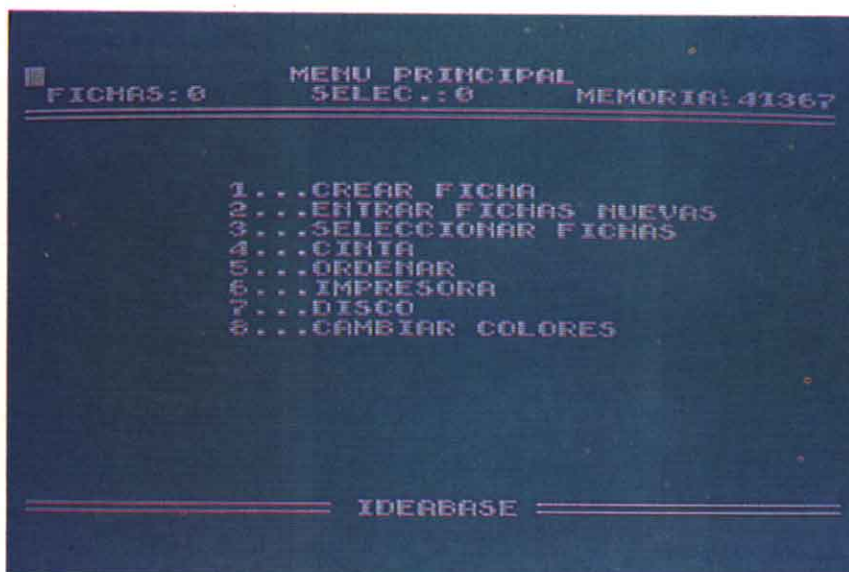 MENU PRINCIPAL
FICHAS:0 SELEC.:0 MEMORIA:41367
1...CREAR FICHA
2...ENTRAR FICHAS NUEVAS
3...SELECCIONAR FICHAS
4...CINTA
5...ORDENAR
6...IMPRESORA
7...DISCO
8...CAMBIAR COLORES
IDEABASE